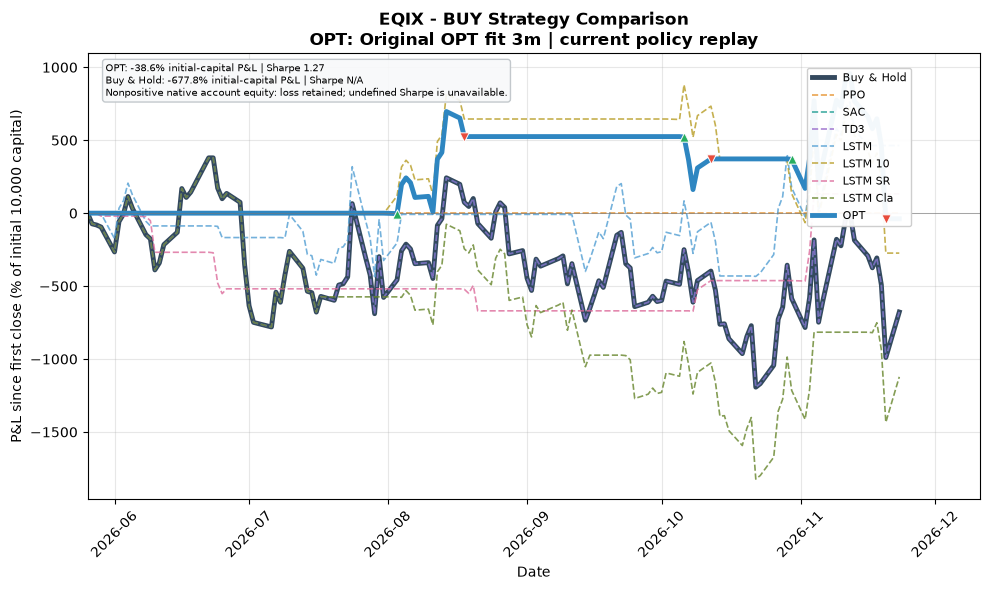 EQIX - BUY Strategy Comparison
OPT: Original OPT fit 3m | current policy replay
OPT: -38.6% initial-capital P&L | Sharpe 1.27
Buy & Hold: -677.8% initial-capital P&L | Sharpe N/A
Nonpositive native account equity: loss retained; undefined Sharpe is unavailable.
Buy & Hold
PPO
SAC
TD3
LSTM
LSTM 10
LSTM SR
LSTM Cla
OPT
P&L since first close (% of initial 10,000 capital)
1000
500
0
−500
−1000
−1500
2026-06
2026-07
2026-08
2026-09
2026-10
2026-11
2026-12
Date